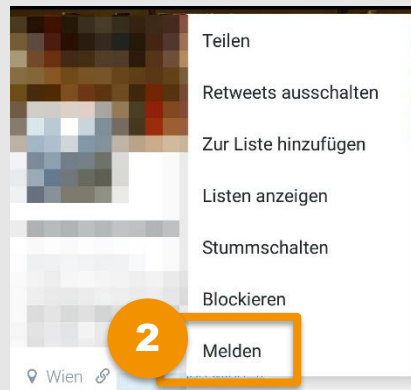 Teilen
Retweets ausschalten
Zur Liste hinzufügen
Listen anzeigen
Stummschalten
Blockieren
2
Melden
Wien